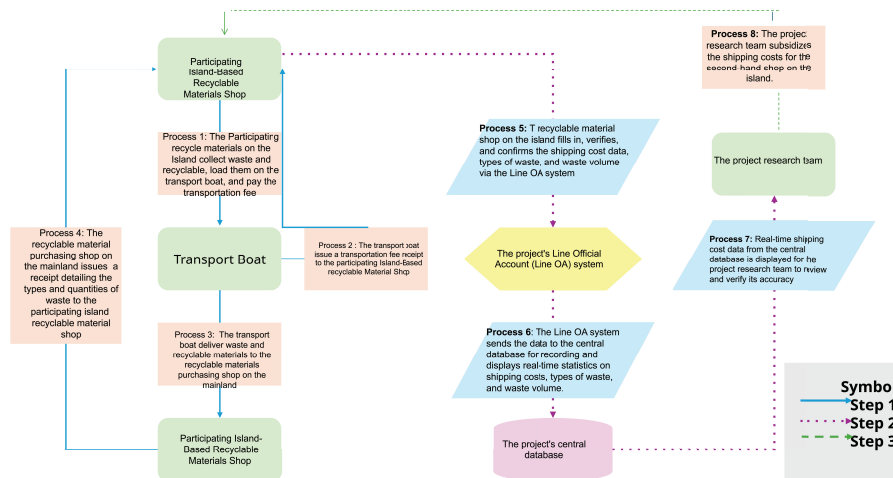 Participating
Island-Based
Recyclable
Materials Shop
Process 1: The Participating
recycle materials on the
Island collect waste and
recyclable, load them on the
transport boat, and pay the
transportation fee
Process 4: The
recyclable material
purchasing shop on
the mainland issues a
receipt detailing the
types and quantities of
waste to the
participating island
recyclable material
shop
Transport Boat
Process 2 : The transport boat
issue a transportation fee receipt
to the participating Island-Based
recyclable Material Shop
Process 3: The transport
boat deliver waste and
recyclable materials to the
recyclable materials
purchasing shop on the
mainland
Participating Island-
Based Recyclable
Materials Shop
Process 5: T recyclable material
shop on the island fills in, verifies,
and confirms the shipping cost data,
types of waste, and waste volume
via the Line OA system
The project's Line Official
Account (Line OA) system
Process 6: The Line OA system
sends the data to the central
database for recording and
displays real-time statistics on
shipping costs, types of waste,
and waste volume.
The project's central
database
Process 8: The project
research team subsidizes
the shipping costs for the
second-hand shop on the
island.
The project research team
Process 7: Real-time shipping
cost data from the central
database is displayed for he
project research team to review
and verify its accuracy
Symbo
Step 1
Step 2
Step 3